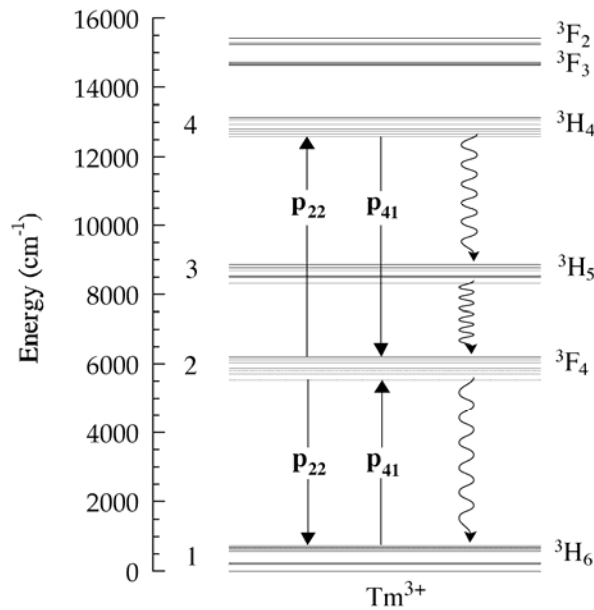 16000
14000
12000
10000
8000
6000
4000
2000
0
Energy (cm⁻¹)
4
3
2
1
p₂₂
p₄₁
p₂₂
p₄₁
³F₂
³F₃
³H₄
³H₅
³F₄
³H₆
Tm³⁺